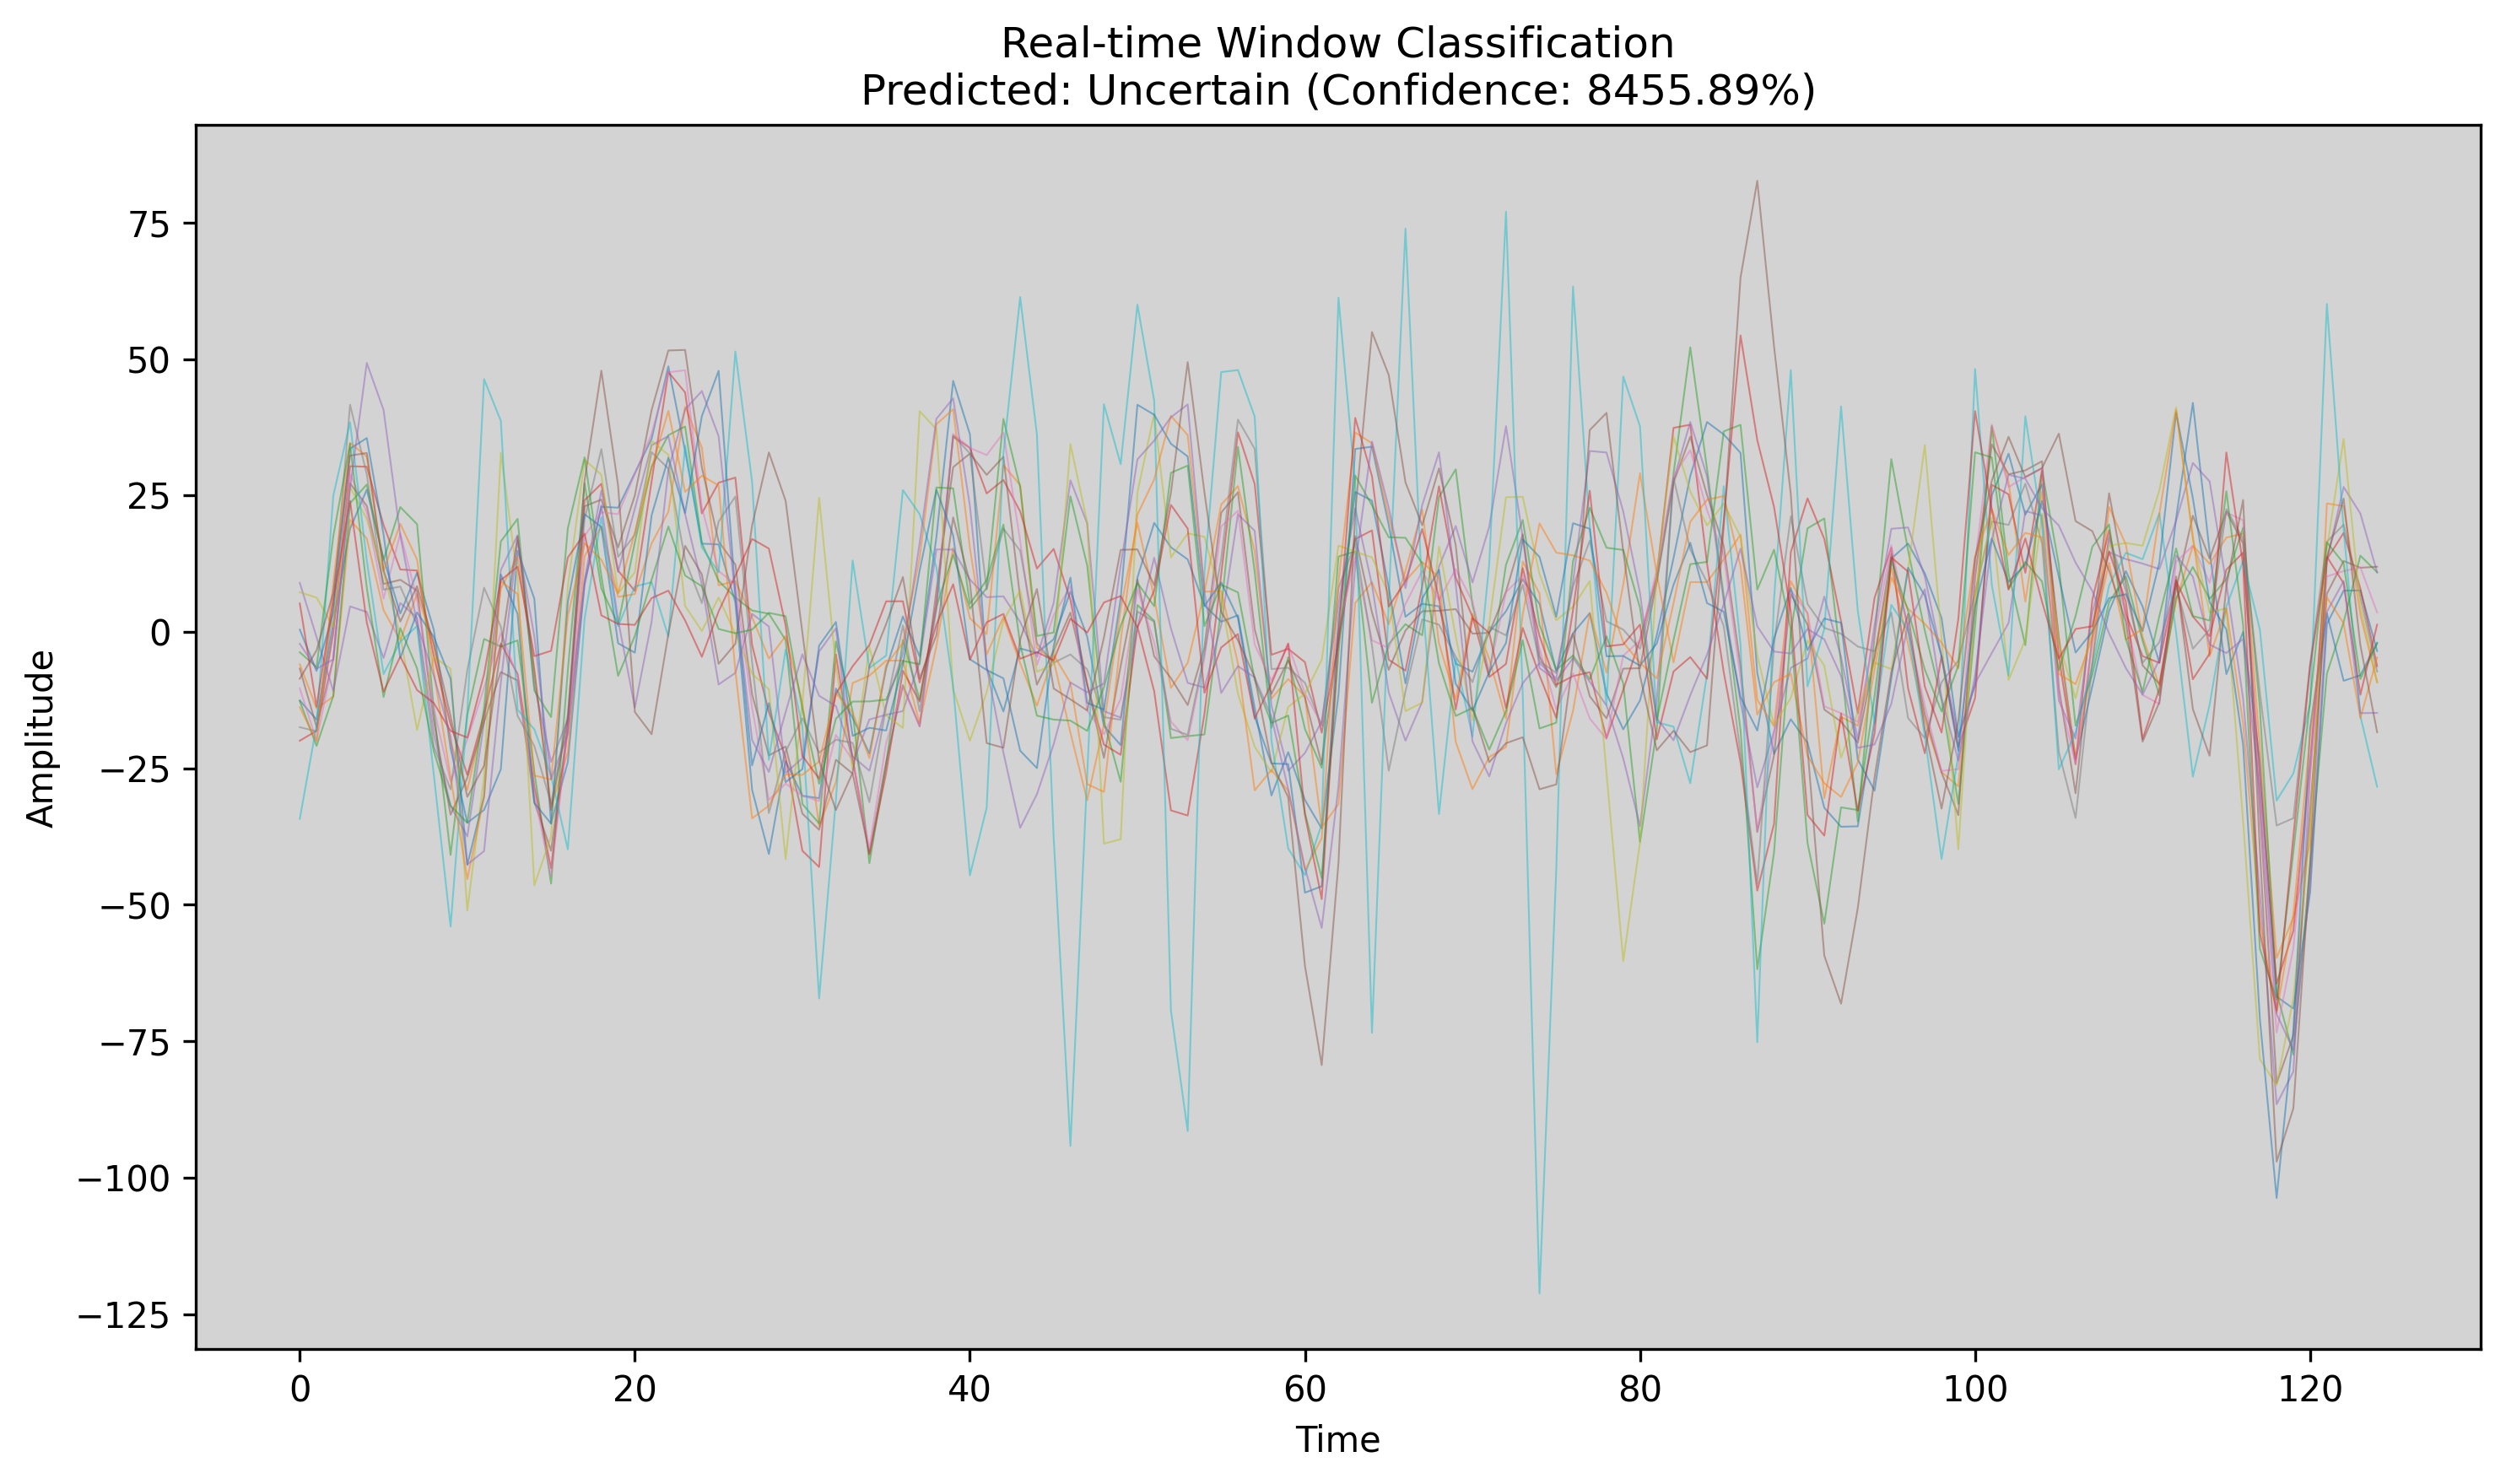 Real-time Window Classification
Predicted: Uncertain (Confidence: 8455.89%)
Amplitude
75
50
25
0
−25
−50
−75
−100
−125
0 20 40 60 80 100 120
Time